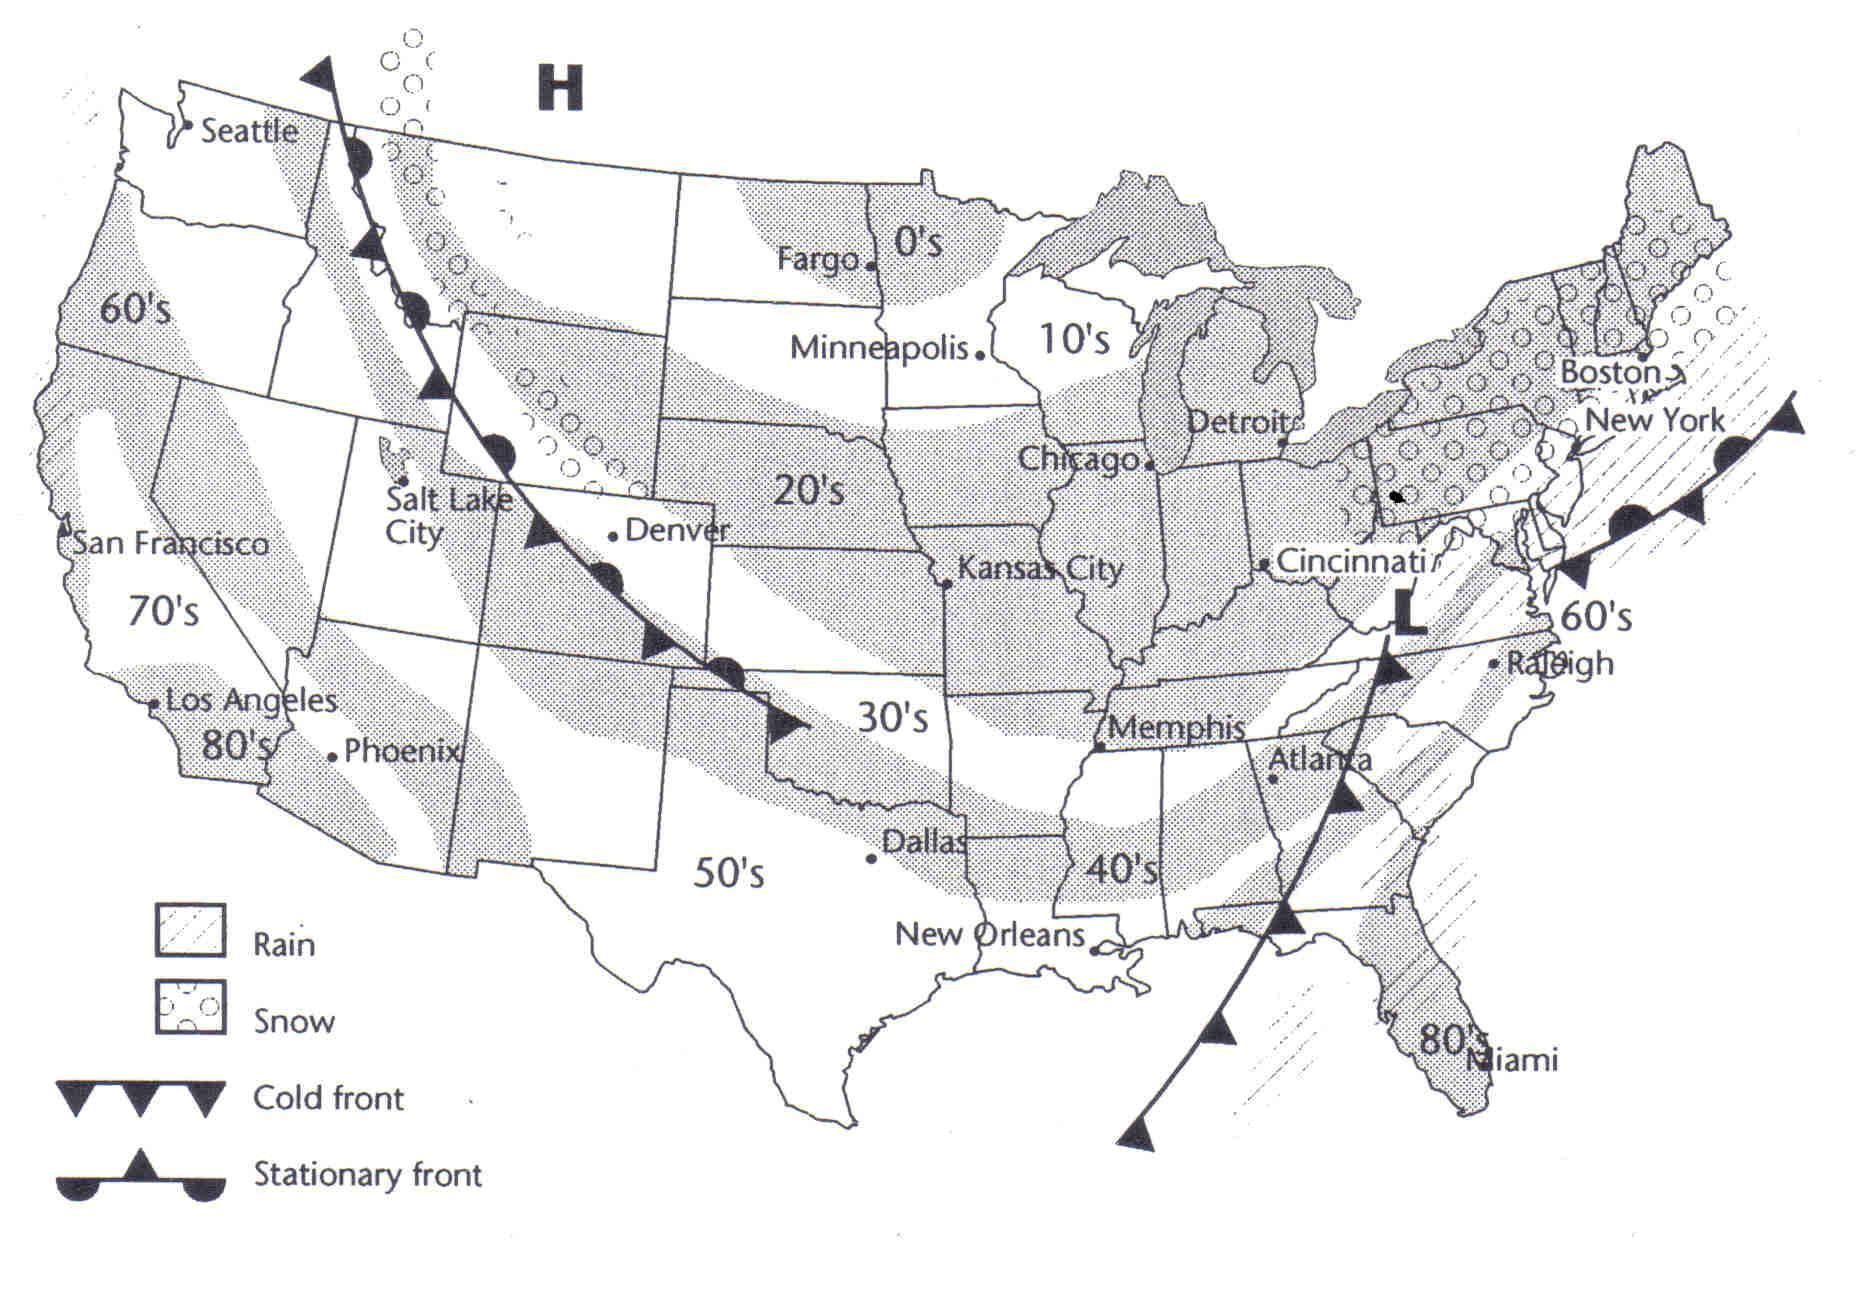 H
Seattle
0's
Fargo
60's
10's
Minneapolis
Boston
New York
Detroit
Chicago
20's
Salt Lake
City
Denver
San Francisco
Cincinnati
Kansas City
70's
L
60's
Raleigh
Los Angeles
30's
Memphis
80's
Phoenix
Atlanta
Dallas
50's
40's
New Orleans
Rain
Snow
80's
Miami
Cold front
Stationary front